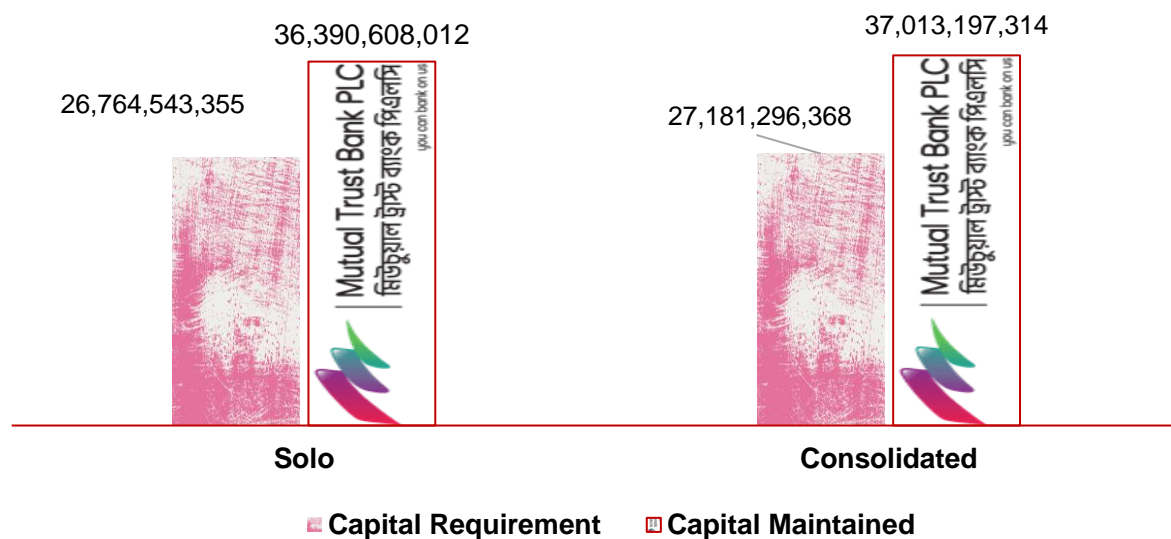 36,390,608,012
37,013,197,314
26,764,543,355
27,181,296,368
Mutual Trust Bank PLC
মিউচুয়াল ট্রাস্ট ব্যাংক পিএলসি
you can bank on us
Mutual Trust Bank PLC
মিউচুয়াল ট্রাস্ট ব্যাংক পিএলসি
you can bank on us
Solo
Consolidated
Capital Requirement
Capital Maintained